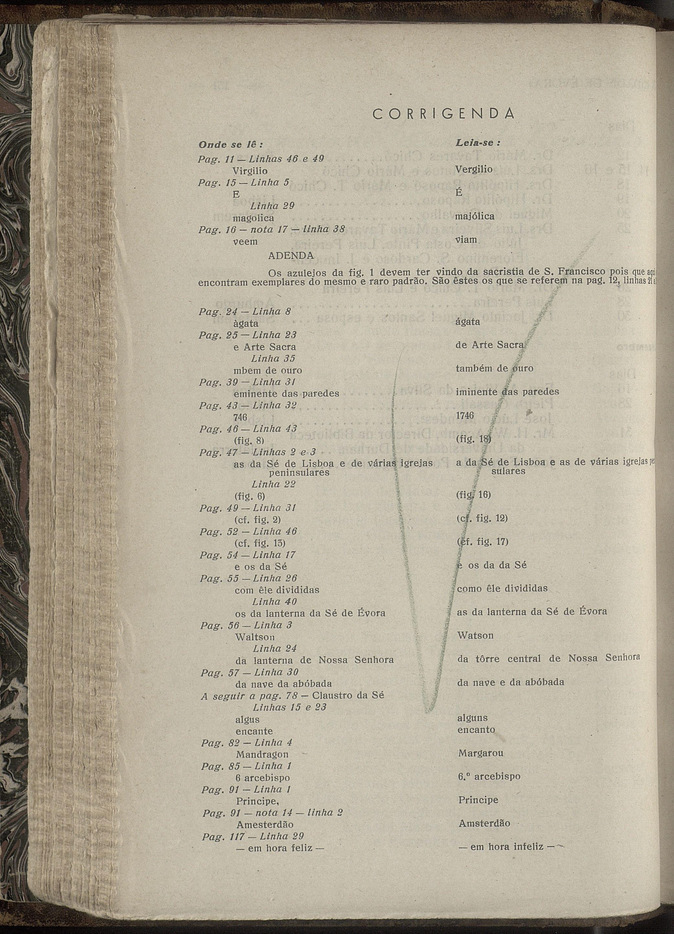 CORRIGENDA
Onde se lê : Leia-se :
Pag. 11 — Linhas 46 e 49
Virgilio Vergilio
Pag. 15 — Linha 5
E É
Linha 29
magolica majólica
Pag. 16 — nota 17 — linha 38
veem viam
ADENDA
Os azulejos da fig. 1 devem ter vindo da sacristia de S. Francisco pois que
encontram exemplares do mesmo e raro padrão. São êstes os que se referem na pag. 12, linhas
Pag. 24 — Linha 8
àgata ágata
Pag. 25 — Linha 23
e Arte Sacra de Arte Sacra
Linha 35
mbem de ouro também de ouro
Pag. 39 — Linha 31
eminente das paredes iminente das paredes
Pag. 43 — Linha 32
746 1746
Pag. 46 — Linha 43
(fig. 8) (fig. 18)
Pag. 47 — Linhas 2 e 3
as da Sé de Lisboa e de várias igrejas a da Sé de Lisboa e as de várias igrejas
peninsulares sulares
Linha 22
(fig. 6) (fig. 16)
Pag. 49 — Linha 31
(cf. fig. 2) (cf. fig. 12)
Pag. 52 — Linha 46
(cf. fig. 15) (cf. fig. 17)
Pag. 54 — Linha 17
e os da Sé e os da da Sé
Pag. 55 — Linha 26
com êle divididas como êle divididas
Linha 40
os da lanterna da Sé de Évora as da lanterna da Sé de Évora
Pag. 56 — Linha 3
Waltson Watson
Linha 24
da lanterna de Nossa Senhora da tôrre central de Nossa Senhora
Pag. 57 — Linha 30
da nave da abóbada da nave e da abóbada
A seguir a pag. 78 — Claustro da Sé
Linhas 15 e 23
algus alguns
encante encanto
Pag. 82 — Linha 4
Mandragon Margarou
Pag. 85 — Linha 1
6 arcebispo 6.º arcebispo
Pag. 91 — Linha 1
Principe, Principe
Pag. 91 — nota 14 — linha 2
Amesterdão Amsterdão
Pag. 117 — Linha 29
— em hora feliz — — em hora infeliz —